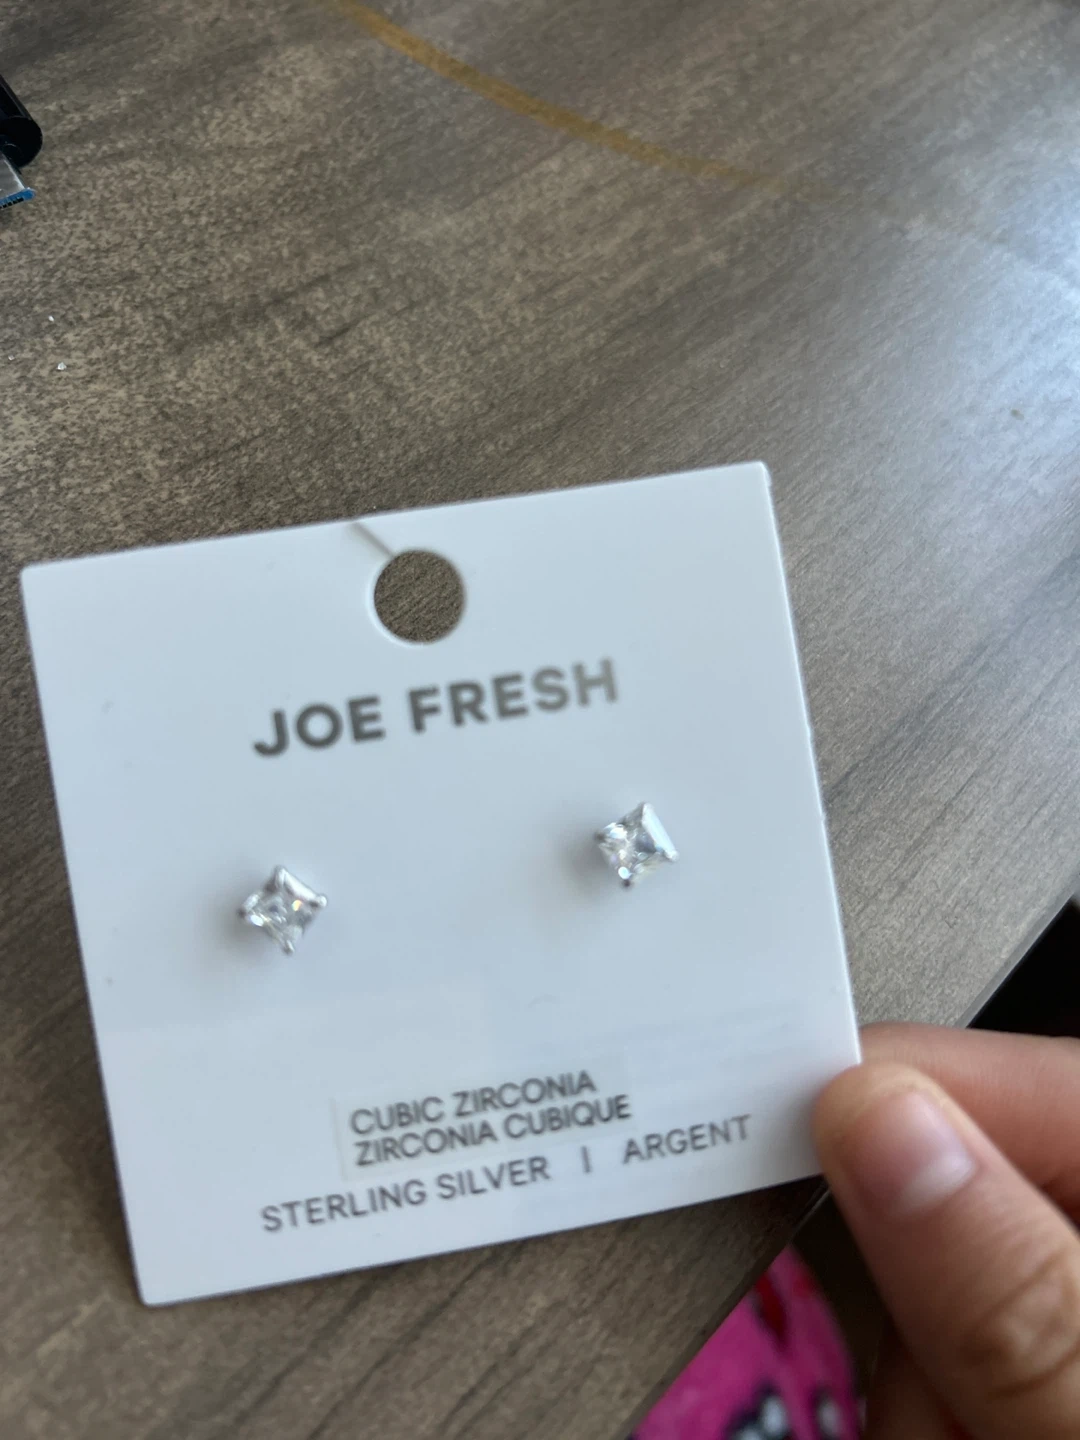 JOE FRESH
CUBIC ZIRCONIA
ZIRCONIA CUBIQUE
STERLING SILVER | ARGENT